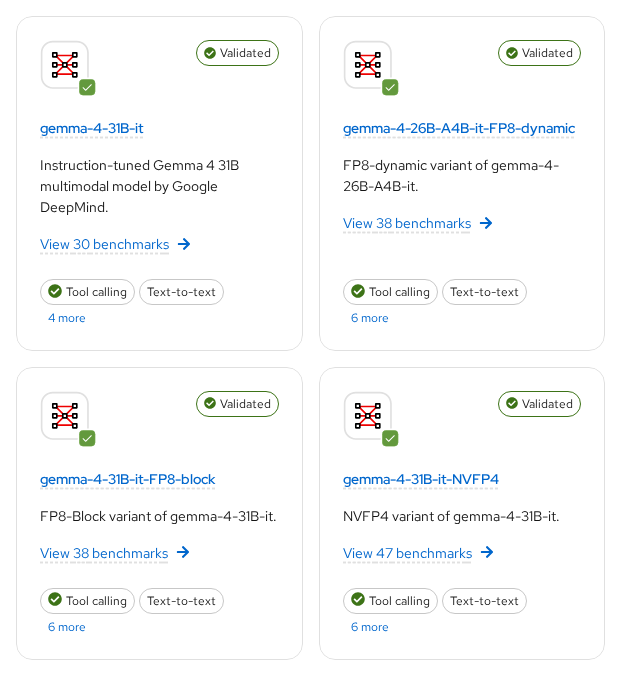 Validated
gemma-4-31B-it
Instruction-tuned Gemma 4 31B
multimodal model by Google
DeepMind.
View 30 benchmarks
Tool calling
Text-to-text
4 more
Validated
gemma-4-26B-A4B-it-FP8-dynamic
FP8-dynamic variant of gemma-4-
26B-A4B-it.
View 38 benchmarks
Tool calling
Text-to-text
6 more
Validated
gemma-4-31B-it-FP8-block
FP8-Block variant of gemma-4-31B-it.
View 38 benchmarks
Tool calling
Text-to-text
6 more
Validated
gemma-4-31B-it-NVFP4
NVFP4 variant of gemma-4-31B-it.
View 47 benchmarks
Tool calling
Text-to-text
6 more